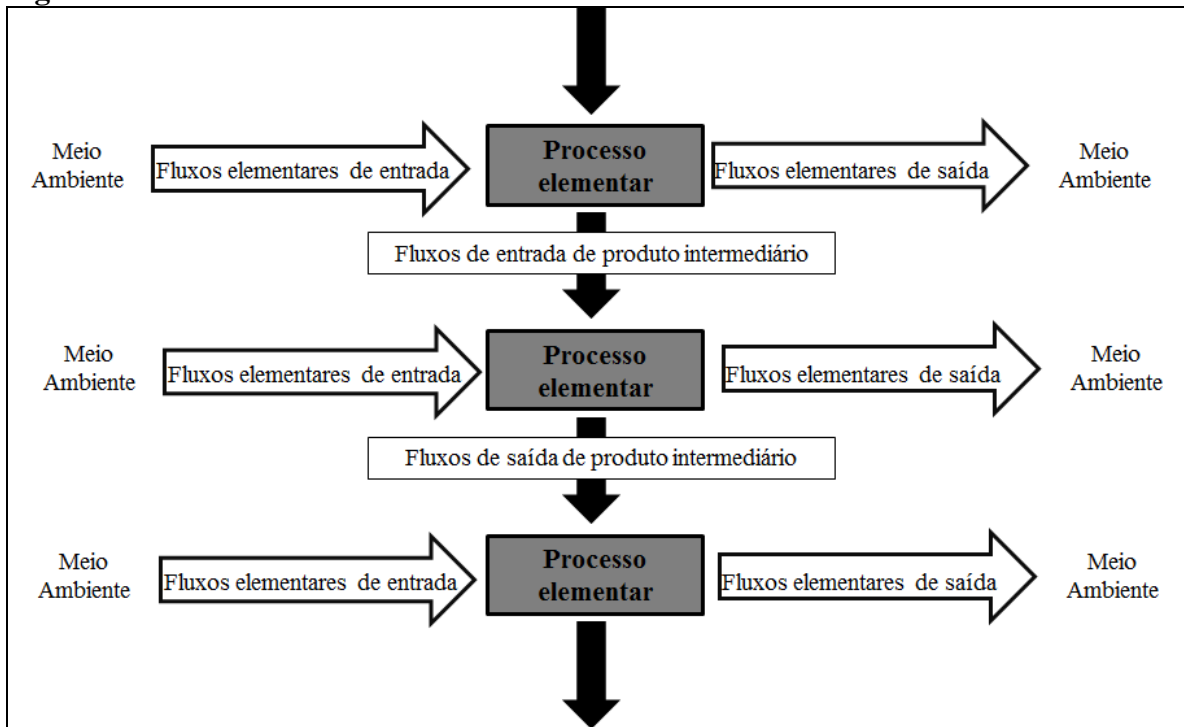 Meio
Ambiente
Fluxos elementares de entrada
Processo
elementar
Fluxos elementares de saída
Meio
Ambiente
Fluxos de entrada de produto intermediário
Meio
Ambiente
Fluxos elementares de entrada
Processo
elementar
Fluxos elementares de saída
Meio
Ambiente
Fluxos de saída de produto intermediário
Meio
Ambiente
Fluxos elementares de entrada
Processo
elementar
Fluxos elementares de saída
Meio
Ambiente